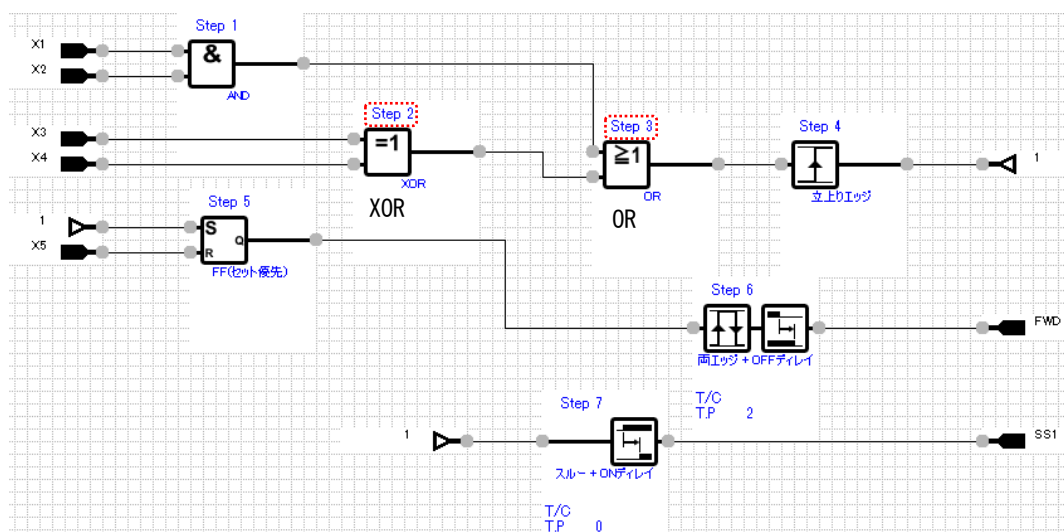 Step 1
X1
X2
&
AND
Step 2
X3
X4
=1
XOR
XOR
Step 3
≧1
OR
OR
Step 4
立上りエッジ
1
Step 5
1
X5
S
R
Q
FF(セット優先)
Step 6
両エッジ + OFFディレイ
FWD
T/C
T.P 2
Step 7
1
スルー + ONディレイ
SS1
T/C
T.P 0